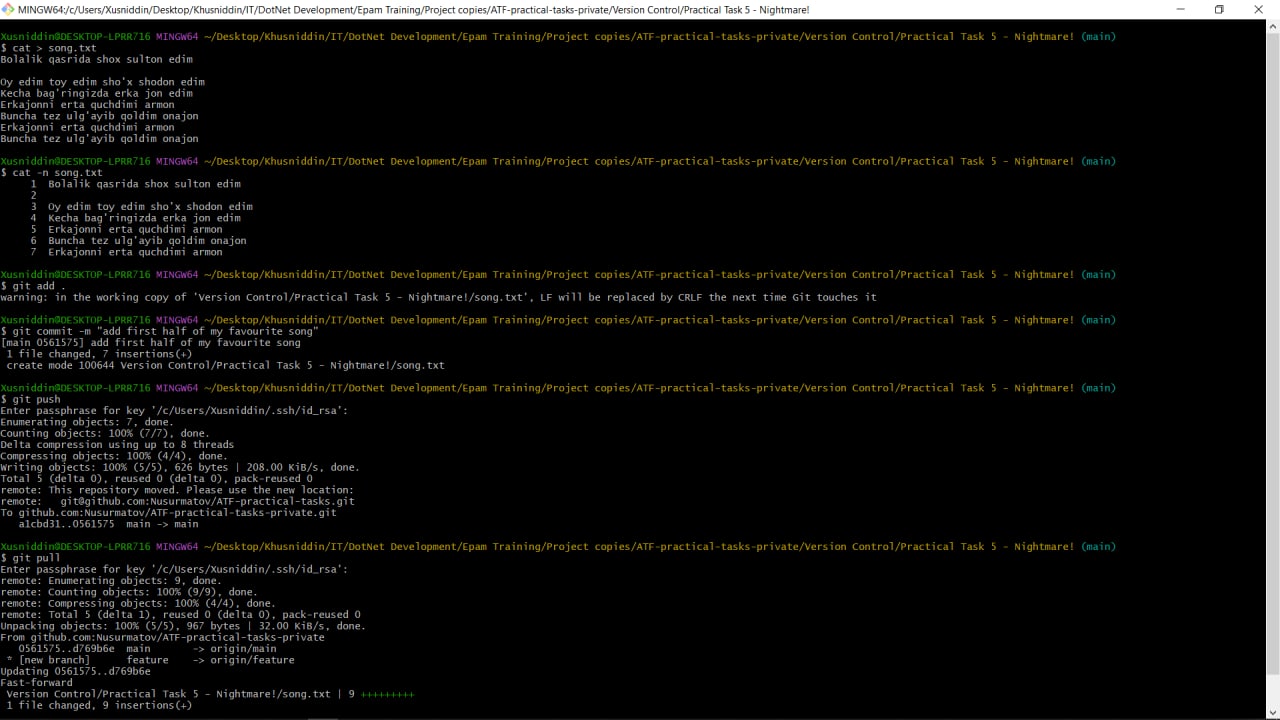 MINGW64:/c/Users/Xusniddin/Desktop/Khusniddin/IT/DotNet Development/Epam Training/Project copies/ATF-practical-tasks-private/Version Control/Practical Task 5 - Nightmare!
Xusniddin@DESKTOP-LPRR716 MINGW64 ~/Desktop/Khusniddin/IT/DotNet Development/Epam Training/Project copies/ATF-practical-tasks-private/Version Control/Practical Task 5 - Nightmare! (main)
$ cat > song.txt
Bolalik qasrida shox sulton edim

Oy edim toy edim sho'x shodon edim
Kecha bag'ringizda erka jon edim
Erkajonni erta quchdimi armon
Buncha tez ulg'ayib qoldim onajon
Erkajonni erta quchdimi armon
Buncha tez ulg'ayib qoldim onajon

Xusniddin@DESKTOP-LPRR716 MINGW64 ~/Desktop/Khusniddin/IT/DotNet Development/Epam Training/Project copies/ATF-practical-tasks-private/Version Control/Practical Task 5 - Nightmare! (main)
$ cat -n song.txt
1 Bolalik qasrida shox sulton edim
2
3 Oy edim toy edim sho'x shodon edim
4 Kecha bag'ringizda erka jon edim
5 Erkajonni erta quchdimi armon
6 Buncha tez ulg'ayib qoldim onajon
7 Erkajonni erta quchdimi armon

Xusniddin@DESKTOP-LPRR716 MINGW64 ~/Desktop/Khusniddin/IT/DotNet Development/Epam Training/Project copies/ATF-practical-tasks-private/Version Control/Practical Task 5 - Nightmare! (main)
$ git add .
warning: in the working copy of 'Version Control/Practical Task 5 - Nightmare!/song.txt', LF will be replaced by CRLF the next time Git touches it

Xusniddin@DESKTOP-LPRR716 MINGW64 ~/Desktop/Khusniddin/IT/DotNet Development/Epam Training/Project copies/ATF-practical-tasks-private/Version Control/Practical Task 5 - Nightmare! (main)
$ git commit -m "add first half of my favourite song"
[main 0561575] add first half of my favourite song
1 file changed, 7 insertions(+)
create mode 100644 Version Control/Practical Task 5 - Nightmare!/song.txt

Xusniddin@DESKTOP-LPRR716 MINGW64 ~/Desktop/Khusniddin/IT/DotNet Development/Epam Training/Project copies/ATF-practical-tasks-private/Version Control/Practical Task 5 - Nightmare! (main)
$ git push
Enter passphrase for key '/c/Users/Xusniddin/.ssh/id_rsa':
Enumerating objects: 7, done.
Counting objects: 100% (7/7), done.
Delta compression using up to 8 threads
Compressing objects: 100% (4/4), done.
Writing objects: 100% (5/5), 626 bytes | 208.00 KiB/s, done.
Total 5 (delta 0), reused 0 (delta 0), pack-reused 0
remote: This repository moved. Please use the new location:
remote:   git@github.com:Nusurmatov/ATF-practical-tasks.git
To github.com:Nusurmatov/ATF-practical-tasks-private.git
a1cbd31..0561575  main -> main

Xusniddin@DESKTOP-LPRR716 MINGW64 ~/Desktop/Khusniddin/IT/DotNet Development/Epam Training/Project copies/ATF-practical-tasks-private/Version Control/Practical Task 5 - Nightmare! (main)
$ git pull
Enter passphrase for key '/c/Users/Xusniddin/.ssh/id_rsa':
remote: Enumerating objects: 9, done.
remote: Counting objects: 100% (9/9), done.
remote: Compressing objects: 100% (4/4), done.
remote: Total 5 (delta 1), reused 0 (delta 0), pack-reused 0
Unpacking objects: 100% (5/5), 967 bytes | 32.00 KiB/s, done.
From github.com:Nusurmatov/ATF-practical-tasks-private
0561575..d769b6e  main       -> origin/main
* [new branch]      feature    -> origin/feature
Updating 0561575..d769b6e
Fast-forward
Version Control/Practical Task 5 - Nightmare!/song.txt | 9 +++++++++
1 file changed, 9 insertions(+)